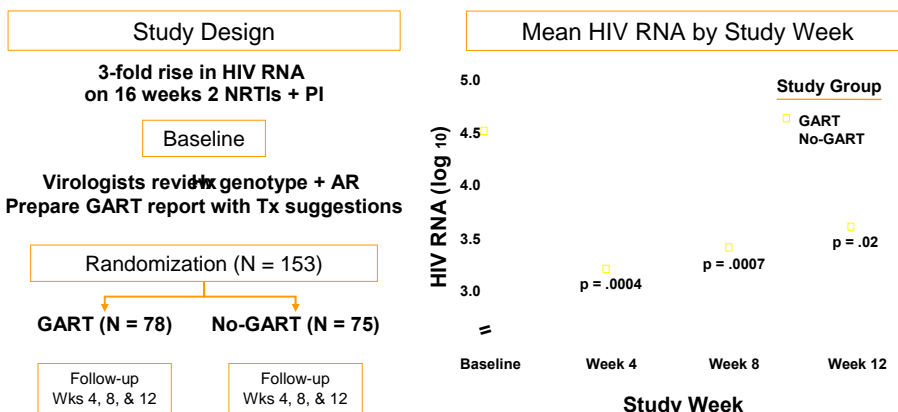 Study Design
3-fold rise in HIV RNA
on 16 weeks 2 NRTIs + PI
Baseline
Virologists review genotype + AR
Prepare GART report with Tx suggestions
Randomization (N = 153)
GART (N = 78) No-GART (N = 75)
Follow-up
Wks 4, 8, & 12
Follow-up
Wks 4, 8, & 12
Mean HIV RNA by Study Week
HIV RNA (log 10)
5.0
4.5
4.0
3.5
3.0
Study Group
GART
No-GART
p = .0004
p = .0007
p = .02
Baseline Week 4 Week 8 Week 12
Study Week